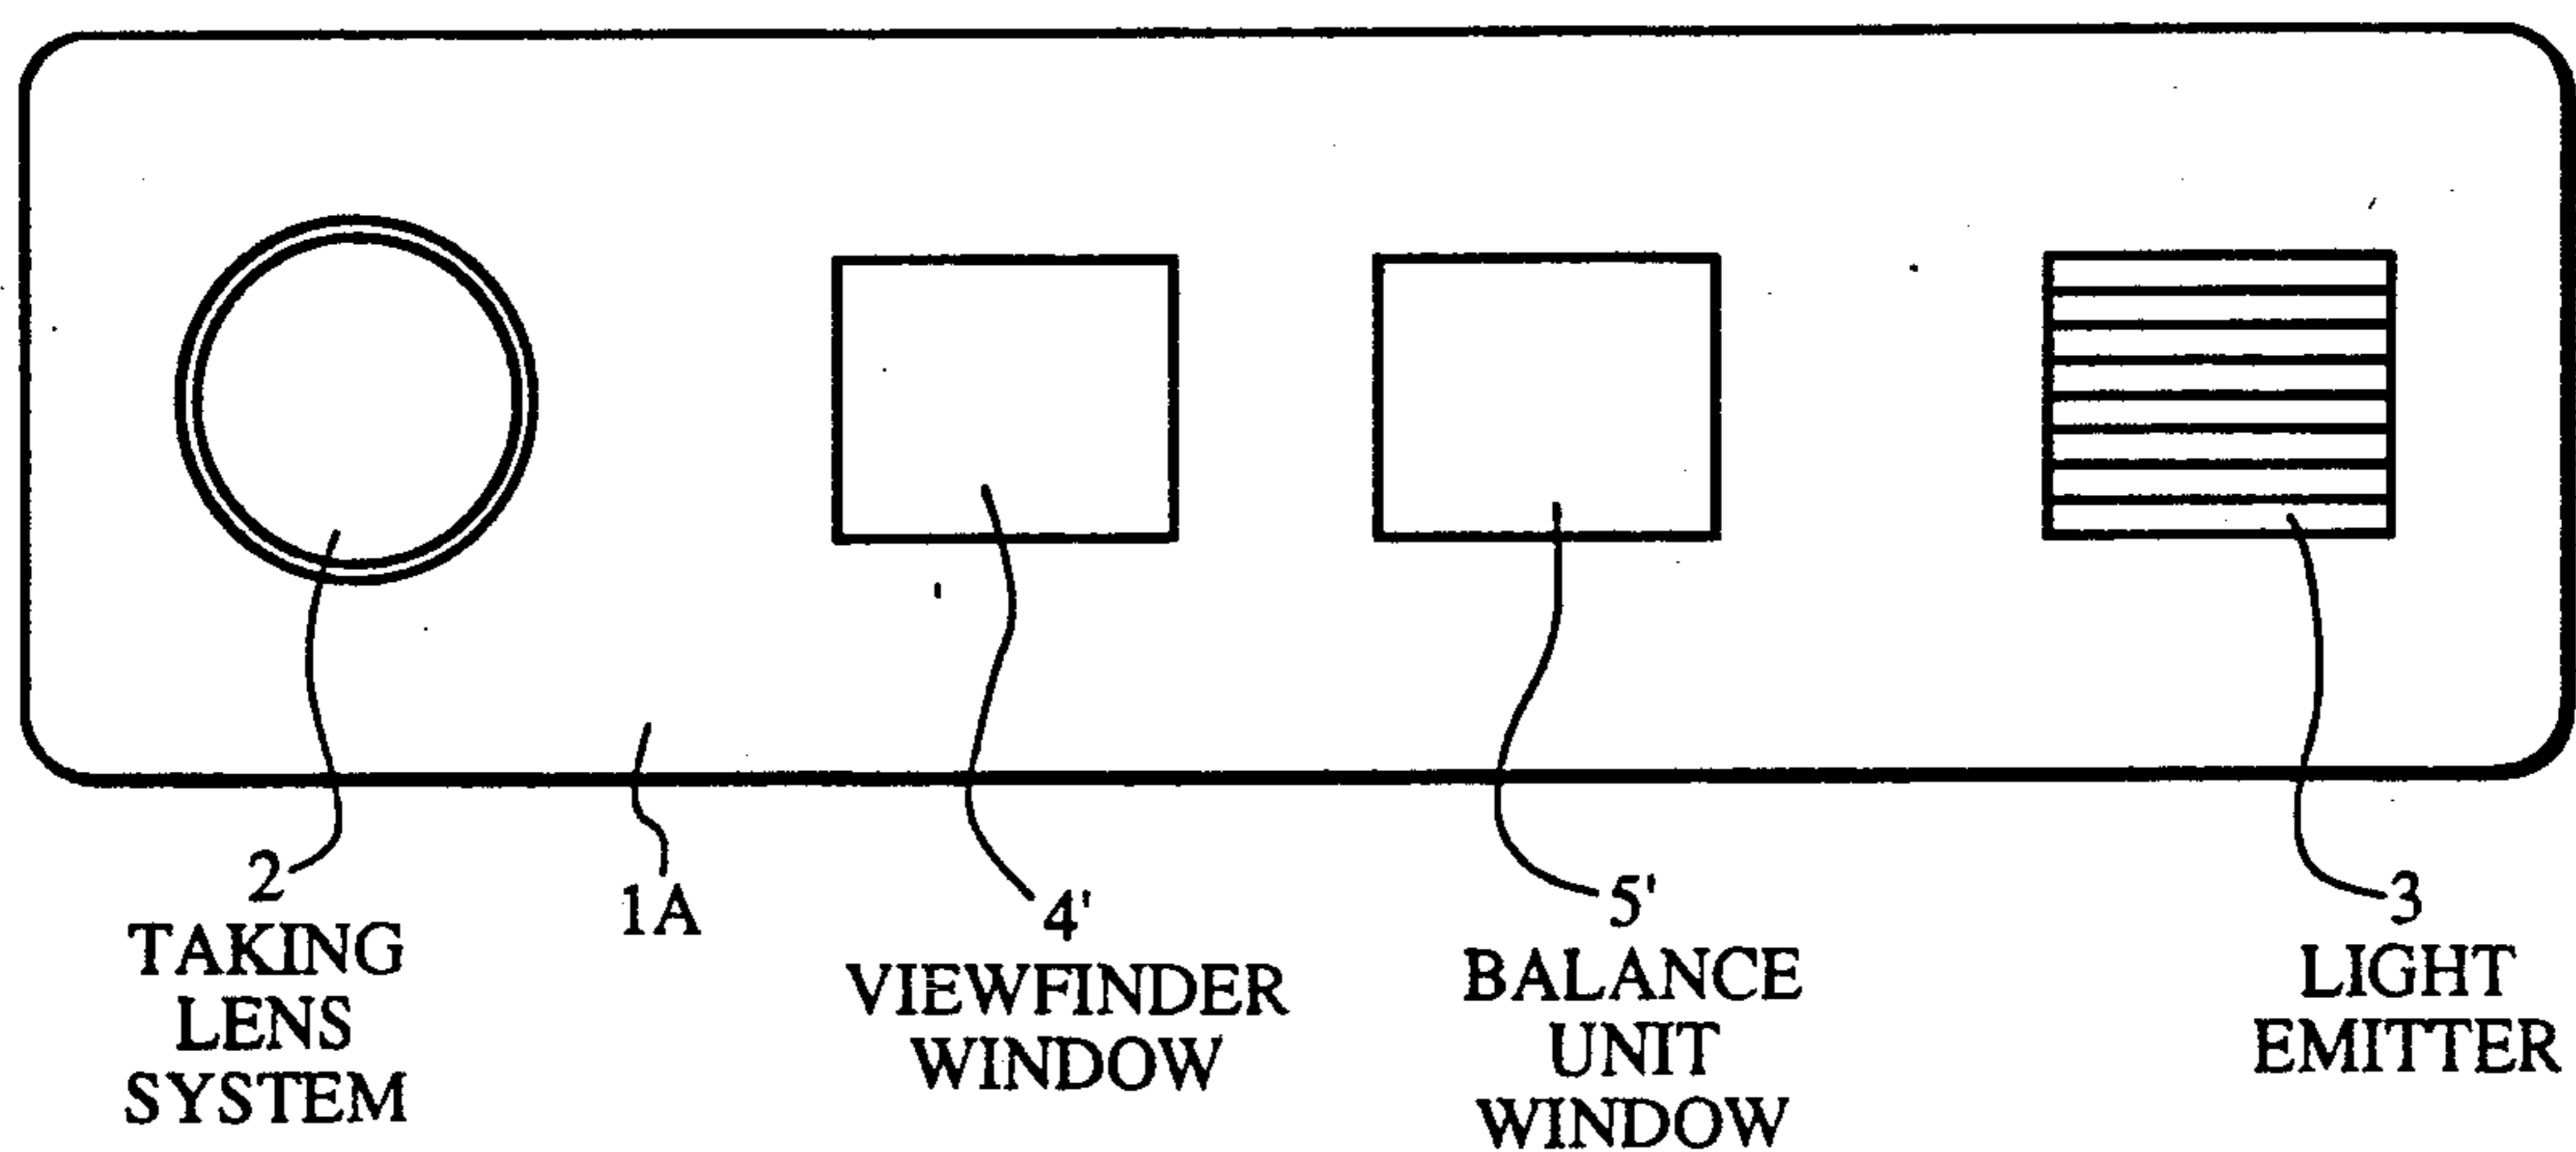 2
TAKING
LENS
SYSTEM
1A
4'
VIEWFINDER
WINDOW
5'
BALANCE
UNIT
WINDOW
3
LIGHT
EMITTER